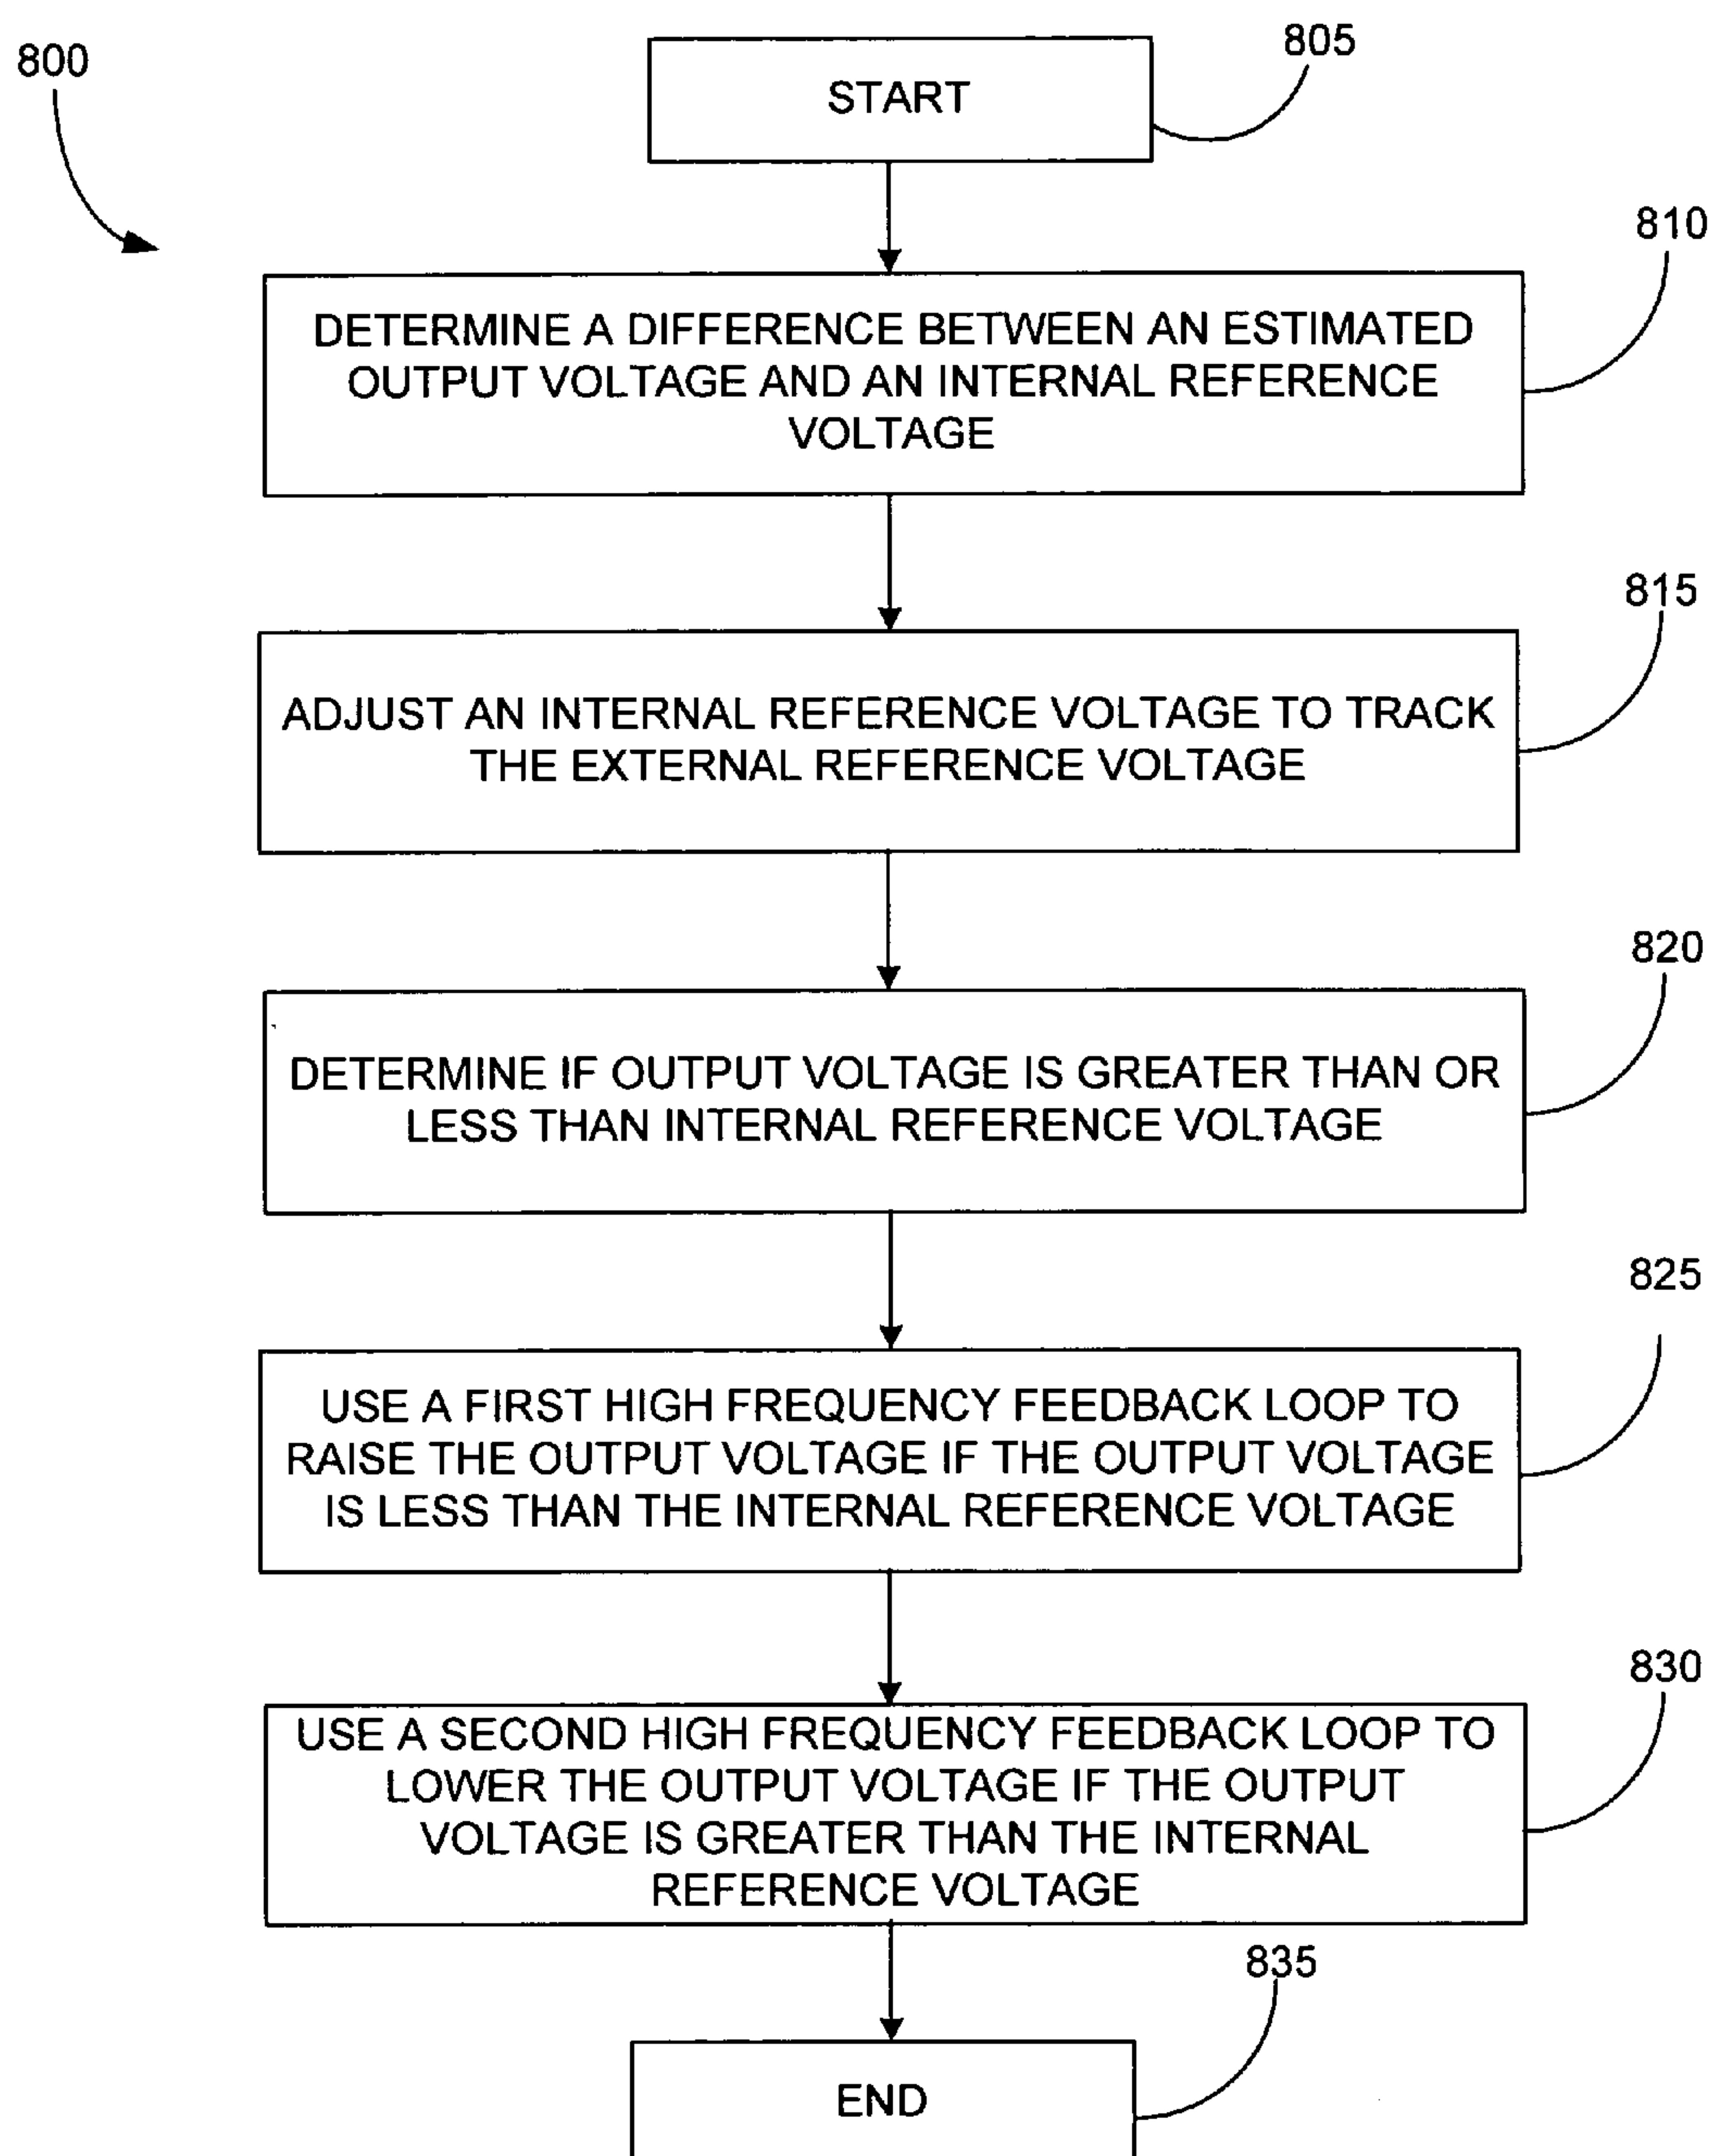 800
START
805
DETERMINE A DIFFERENCE BETWEEN AN ESTIMATED
OUTPUT VOLTAGE AND AN INTERNAL REFERENCE
VOLTAGE
810
ADJUST AN INTERNAL REFERENCE VOLTAGE TO TRACK
THE EXTERNAL REFERENCE VOLTAGE
815
DETERMINE IF OUTPUT VOLTAGE IS GREATER THAN OR
LESS THAN INTERNAL REFERENCE VOLTAGE
820
USE A FIRST HIGH FREQUENCY FEEDBACK LOOP TO
RAISE THE OUTPUT VOLTAGE IF THE OUTPUT VOLTAGE
IS LESS THAN THE INTERNAL REFERENCE VOLTAGE
825
USE A SECOND HIGH FREQUENCY FEEDBACK LOOP TO
LOWER THE OUTPUT VOLTAGE IF THE OUTPUT
VOLTAGE IS GREATER THAN THE INTERNAL
REFERENCE VOLTAGE
830
END
835